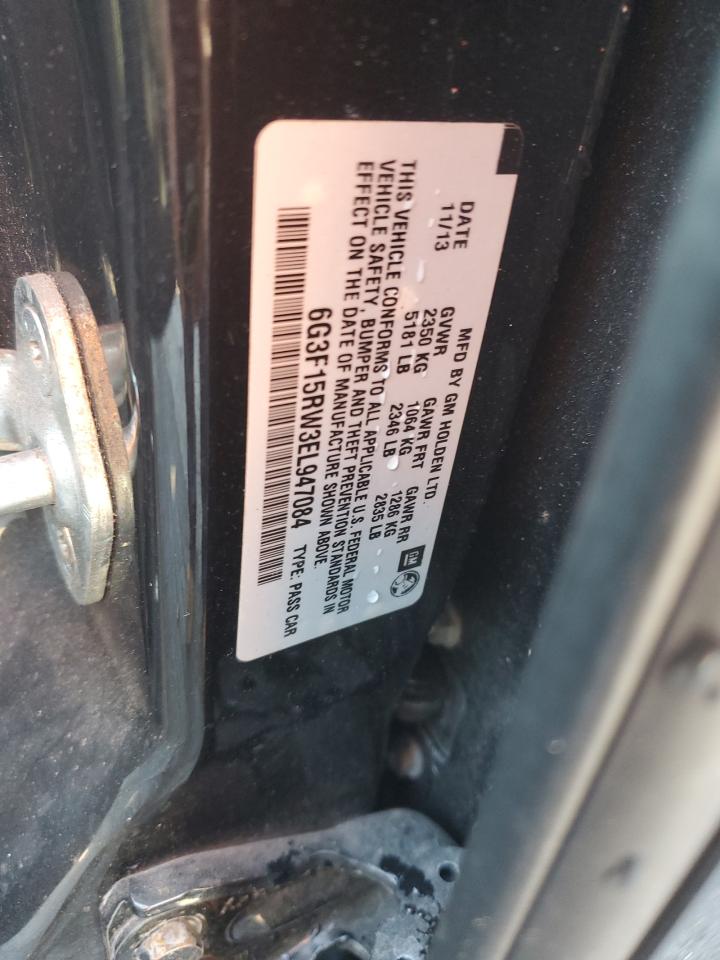 MFD BY GM HOLDEN LTD
DATE GVWR GAWR FRT GAWR RR
11/13 2350 KG 1064 KG 1286 KG
5181 LB 2346 LB 2835 LB
THIS VEHICLE CONFORMS TO ALL APPLICABLE U.S. FEDERAL MOTOR
VEHICLE SAFETY, BUMPER AND THEFT PREVENTION STANDARDS IN
EFFECT ON THE DATE OF MANUFACTURE SHOWN ABOVE.
6G3F15RW3EL947084 TYPE: PASS CAR
GM